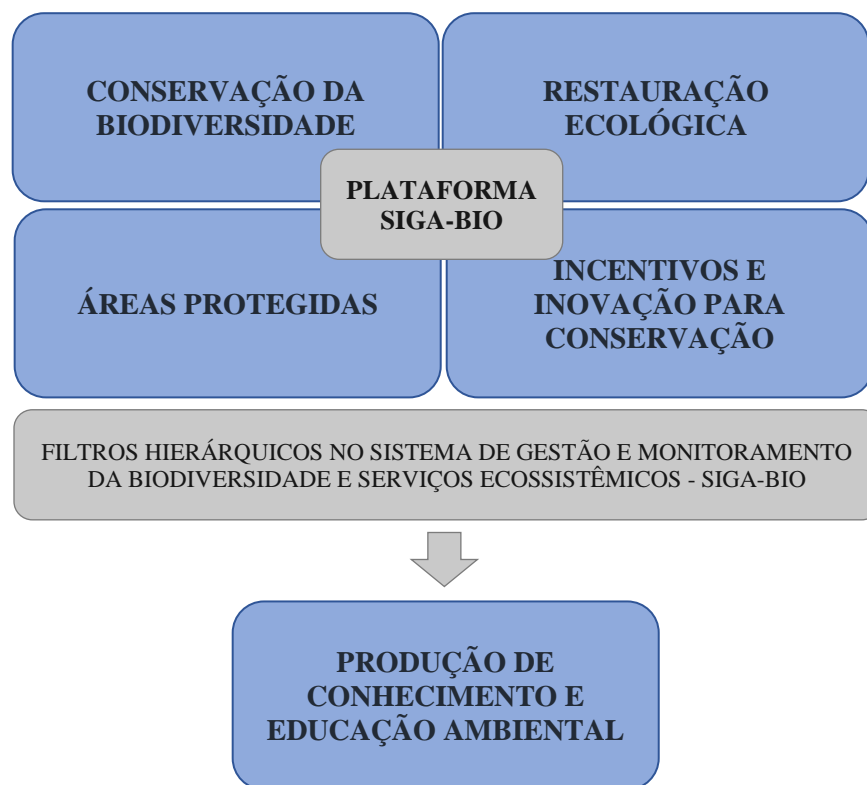 CONSERVAÇÃO DA
BIODIVERSIDADE
RESTAURAÇÃO
ECOLÓGICA
PLATAFORMA
SIGA-BIO
ÁREAS PROTEGIDAS
INCENTIVOS E
INOVAÇÃO PARA
CONSERVAÇÃO
FILTROS HIERÁRQUICOS NO SISTEMA DE GESTÃO E MONITORAMENTO
DA BIODIVERSIDADE E SERVIÇOS ECOSSISTÊMICOS - SIGA-BIO
PRODUÇÃO DE
CONHECIMENTO E
EDUCAÇÃO AMBIENTAL